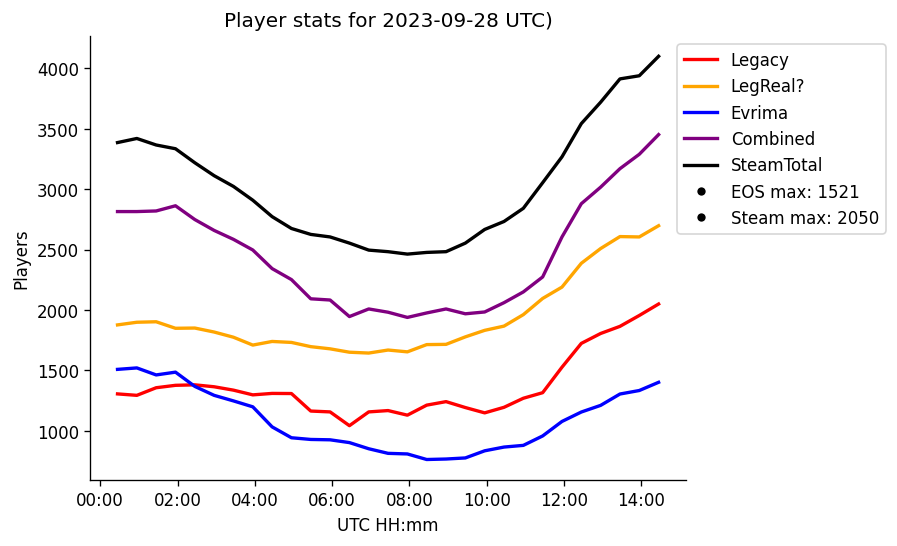 Player stats for 2023-09-28 UTC)
Players
4000
3500
3000
2500
2000
1500
1000
00:00 02:00 04:00 06:00 08:00 10:00 12:00 14:00
UTC HH:mm
Legacy
LegReal?
Evrima
Combined
SteamTotal
EOS max: 1521
Steam max: 2050